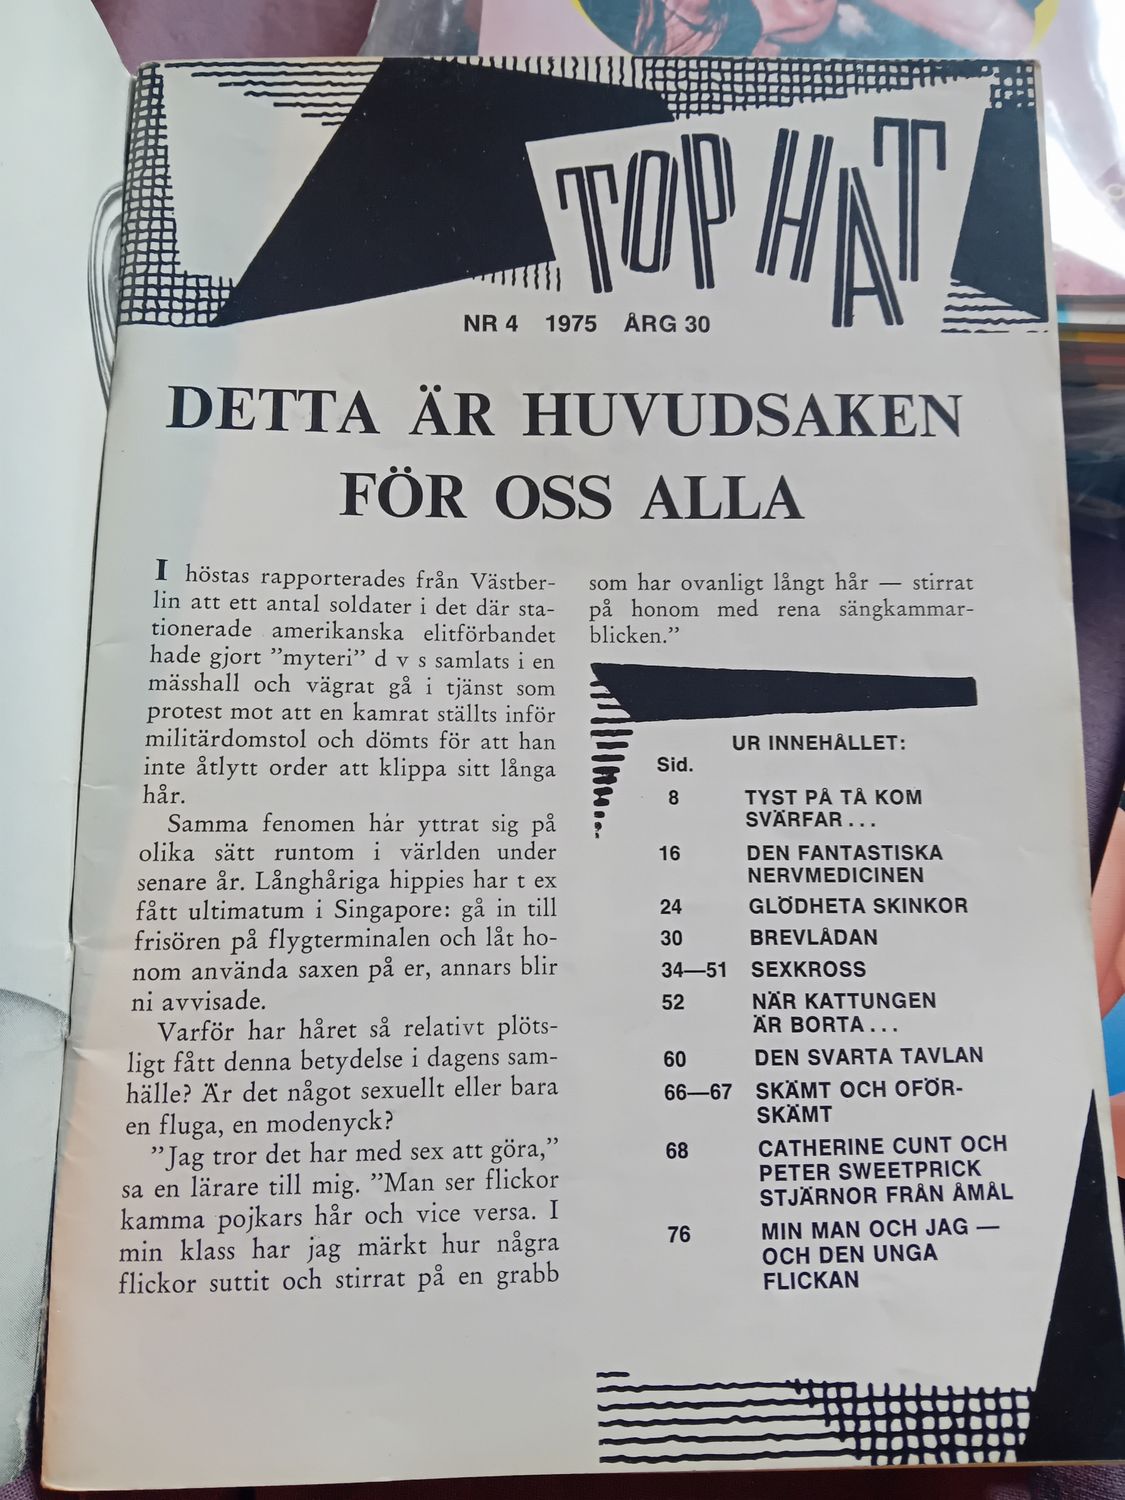 TOP HAT
NR 4 1975 ÅRG 30
DETTA ÄR HUVUDSAKEN
FÖR OSS ALLA
I höstas rapporterades från Västber-
lin att ett antal soldater i det där sta-
tionerade amerikanska elitförbandet
hade gjort ”myteri” d v s samlats i en
mässhall och vägrat gå i tjänst som
protest mot att en kamrat ställts inför
militärdomstol och dömts för att han
inte åtlytt order att klippa sitt långa
hår.
Samma fenomen hár yttrat sig på
olika sätt runtom i världen under
senare år. Långhåriga hippies har t ex
fått ultimatum i Singapore: gå in till
frisören på flygterminalen och låt ho-
nom använda saxen på er, annars blir
ni avvisade.
Varför har håret så relativt plöts-
ligt fått denna betydelse i dagens sam-
hälle? Är det något sexuellt eller bara
en fluga, en modenyck?
”Jag tror det har med sex att göra,”
sa en lärare till mig. ”Man ser flickor
kamma pojkars hår och vice versa. I
min klass har jag märkt hur några
flickor suttit och stirrat på en grabb
som har ovanligt långt hår — stirrat
på honom med rena sängkammar-
blicken.”
UR INNEHÅLLET:
Sid.
8 TYST PÅ TÅ KOM
SVÄRFAR ...
16 DEN FANTASTISKA
NERVMEDICINEN
24 GLÖDHETA SKINKOR
30 BREVLÅDAN
34—51 SEXKROSS
52 NÄR KATTUNGEN
ÄR BORTA ...
60 DEN SVARTA TAVLAN
66—67 SKÄMT OCH OFÖR-
SKÄMT
68 CATHERINE CUNT OCH
PETER SWEETPRICK
STJÄRNOR FRÅN ÅMÅL
76 MIN MAN OCH JAG —
OCH DEN UNGA
FLICKAN